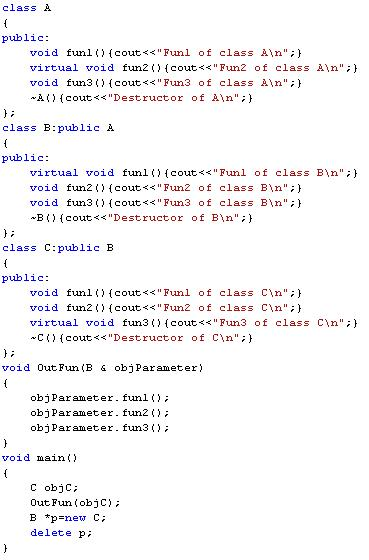 class A
{
public:
    void fun1(){cout<<"Fun1 of class A\n";}
    virtual void fun2(){cout<<"Fun2 of class A\n";}
    void fun3(){cout<<"Fun3 of class A\n";}
    ~A(){cout<<"Destructor of A\n";}
};
class B:public A
{
public:
    virtual void fun1(){cout<<"Fun1 of class B\n";}
    void fun2(){cout<<"Fun2 of class B\n";}
    void fun3(){cout<<"Fun3 of class B\n";}
    ~B(){cout<<"Destructor of B\n";}
};
class C:public B
{
public:
    void fun1(){cout<<"Fun1 of class C\n";}
    void fun2(){cout<<"Fun2 of class C\n";}
    virtual void fun3(){cout<<"Fun3 of class C\n";}
    ~C(){cout<<"Destructor of C\n";}
};
void OutFun(B & objParameter)
{
    objParameter.fun1();
    objParameter.fun2();
    objParameter.fun3();
}
void main()
{
    C objC;
    OutFun(objC);
    B *p=new C;
    delete p;
}